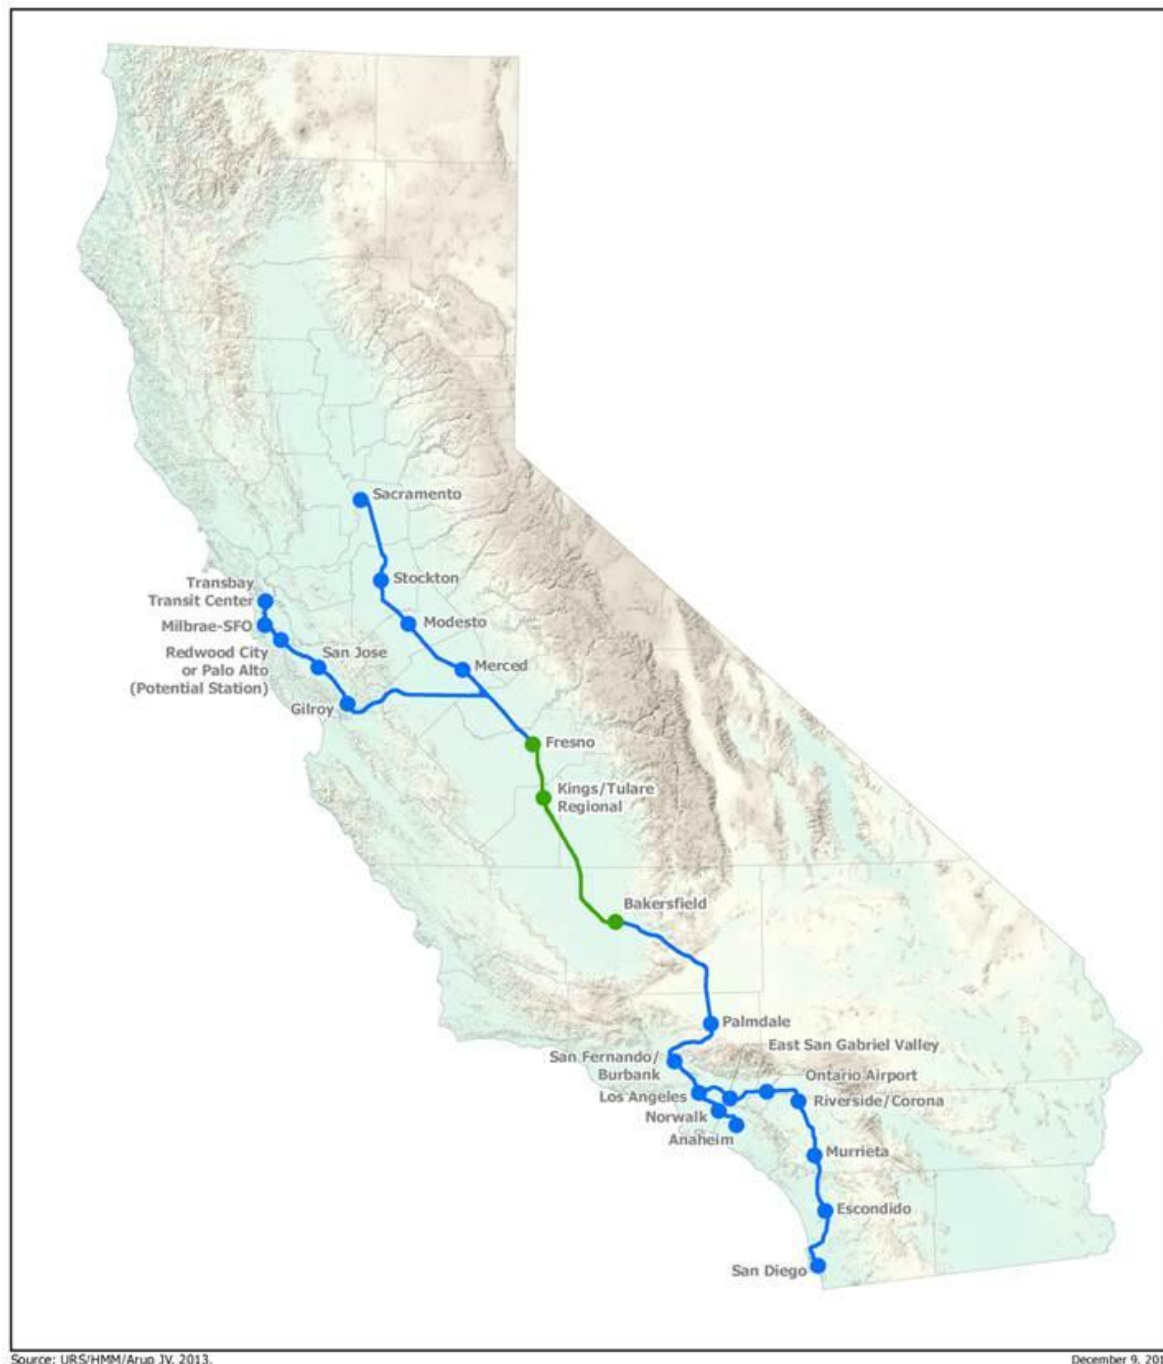 Sacramento
Stockton
Transbay
Transit Center
Modesto
Milbrae-SFO
San Jose
Redwood City
or Palo Alto
(Potential Station)
Merced
Gilroy
Fresno
Kings/Tulare
Regional
Bakersfield
Palmdale
East San Gabriel Valley
San Fernando/
Burbank
Ontario Airport
Los Angeles
Riverside/Corona
Norwalk
Anaheim
Murrieta
Escondido
San Diego
Source: URS/HMM/Arup JV, 2013.
December 9, 201